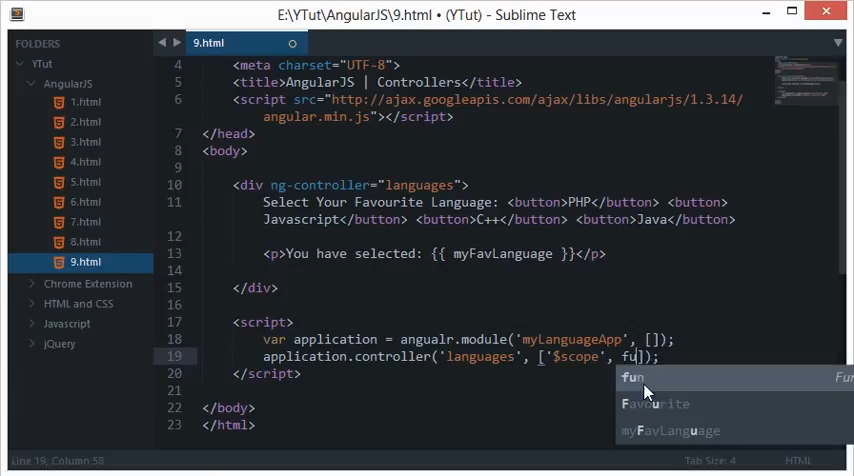 E:\YTut\AngularJS\9.html • (YTut) - Sublime Text
FOLDERS
YTut
AngularJS
1.html
2.html
3.html
4.html
5.html
6.html
7.html
8.html
9.html
Chrome Extension
HTML and CSS
Javascript
jQuery
9.html
4 <meta charset="UTF-8">
5 <title>AngularJS | Controllers</title>
6 <script src="http://ajax.googleapis.com/ajax/libs/angularjs/1.3.14/
angular.min.js"></script>
7 </head>
8 <body>
9
10 <div ng-controller="languages">
11 Select Your Favourite Language: <button>PHP</button> <button>
Javascript</button> <button>C++</button> <button>Java</button>
12
13 <p>You have selected: {{ myFavLanguage }}</p>
14
15 </div>
16
17 <script>
18 var application = angualr.module('myLanguageApp', []);
19 application.controller('languages', ['$scope', fu]);
20 </script>
21
22 </body>
23 </html>
fun Fun
Favourite
myFavLanguage
Line 19, Column 58
Tab Size: 4
HTML